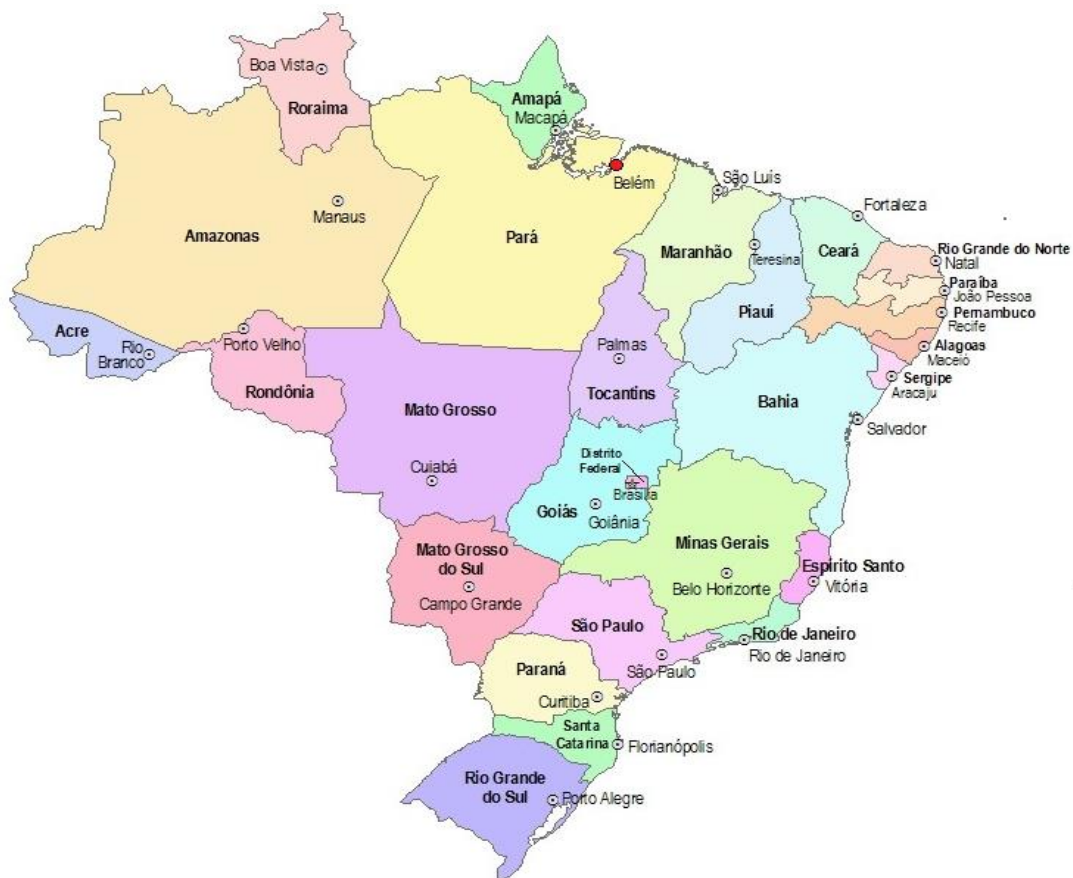 Boa Vista
Roraima
Amapá
Macapá
Belém
São Luís
Fortaleza
Manaus
Amazonas
Pará
Maranhão
Teresina
Ceará
Rio Grande do Norte
Natal
Paraíba
João Pessoa
Pernambuco
Recife
Piauí
Acre
Rio
Branco
Porto Velho
Rondônia
Palmas
Tocantins
Alagoas
Maceió
Sergipe
Aracaju
Mato Grosso
Bahia
Salvador
Cuiabá
Distrito
Federal
Brasília
Goiás
Goiânia
Mato Grosso
do Sul
Campo Grande
Minas Gerais
Belo Horizonte
Espírito Santo
Vitória
São Paulo
São Paulo
Rio de Janeiro
Rio de Janeiro
Paraná
Curitiba
Santa
Catarina
Florianópolis
Rio Grande
do Sul
Porto Alegre